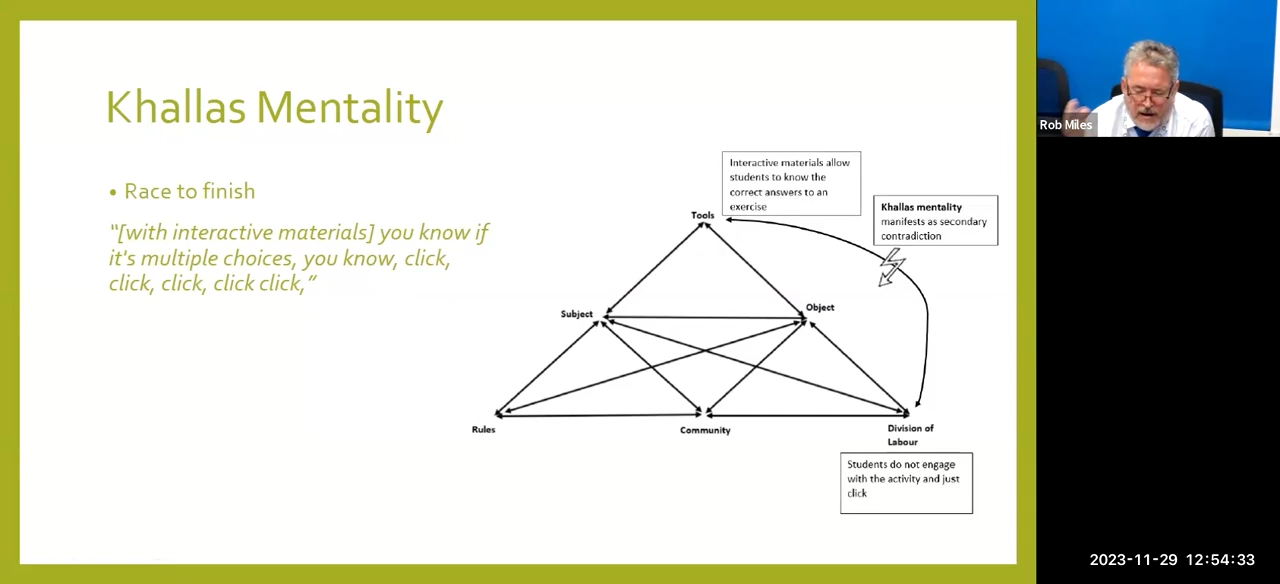 Khallas Mentality
• Race to finish
“[with interactive materials] you know if
it's multiple choices, you know, click,
click, click, click click,”
Interactive materials allow
students to know the
correct answers to an
exercise
Khallas mentality
manifests as secondary
contradiction
Tools
Subject
Object
Rules
Community
Division of
Labour
Students do not engage
with the activity and just
click
Rob Miles
2023-11-29 12:54:33